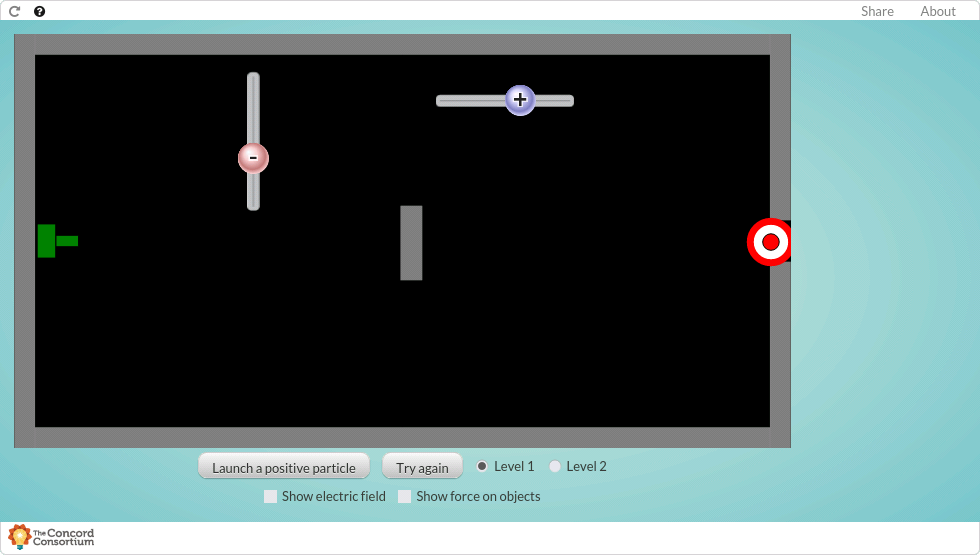 Share About
-
+
Launch a positive particle Try again Level 1 Level 2
Show electric field Show force on objects
The Concord
Consortium